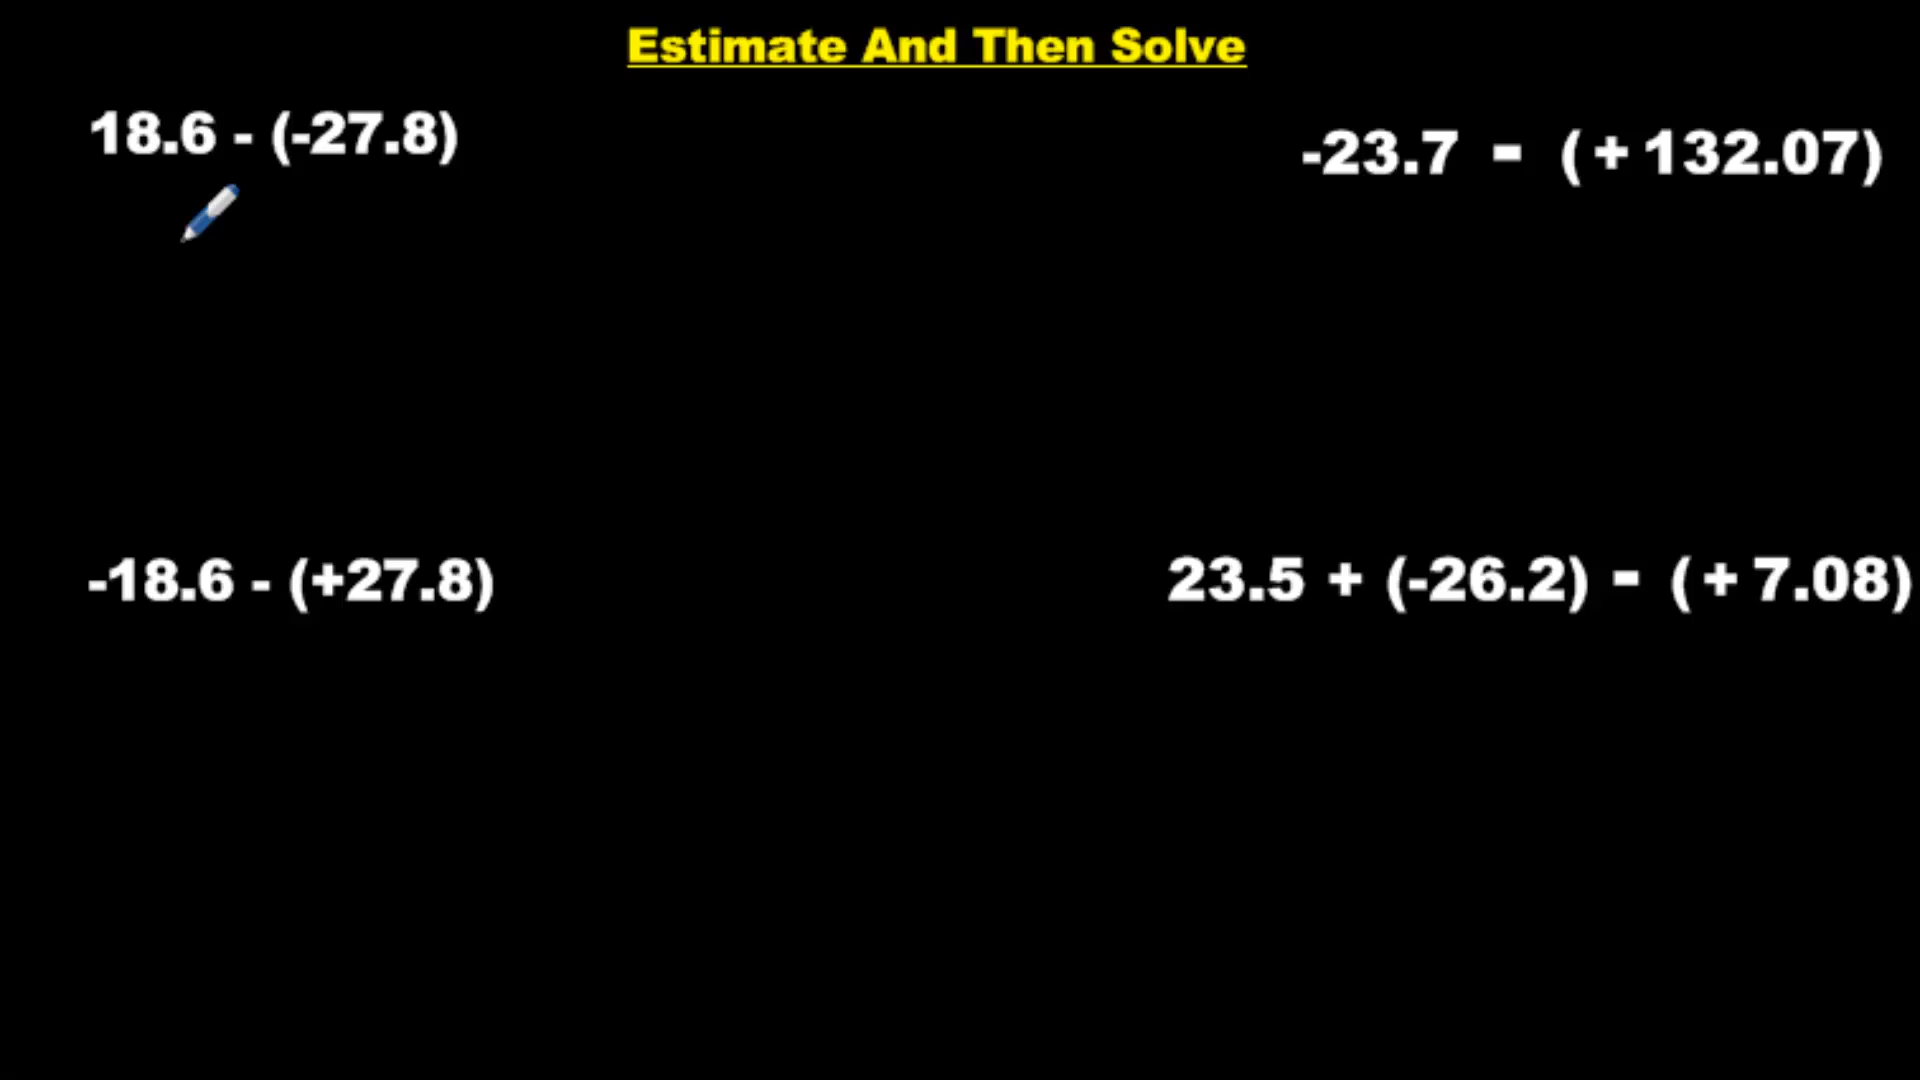 Estimate And Then Solve
18.6 - (-27.8)
-23.7 - (+132.07)
-18.6 - (+27.8)
23.5 + (-26.2) - (+7.08)